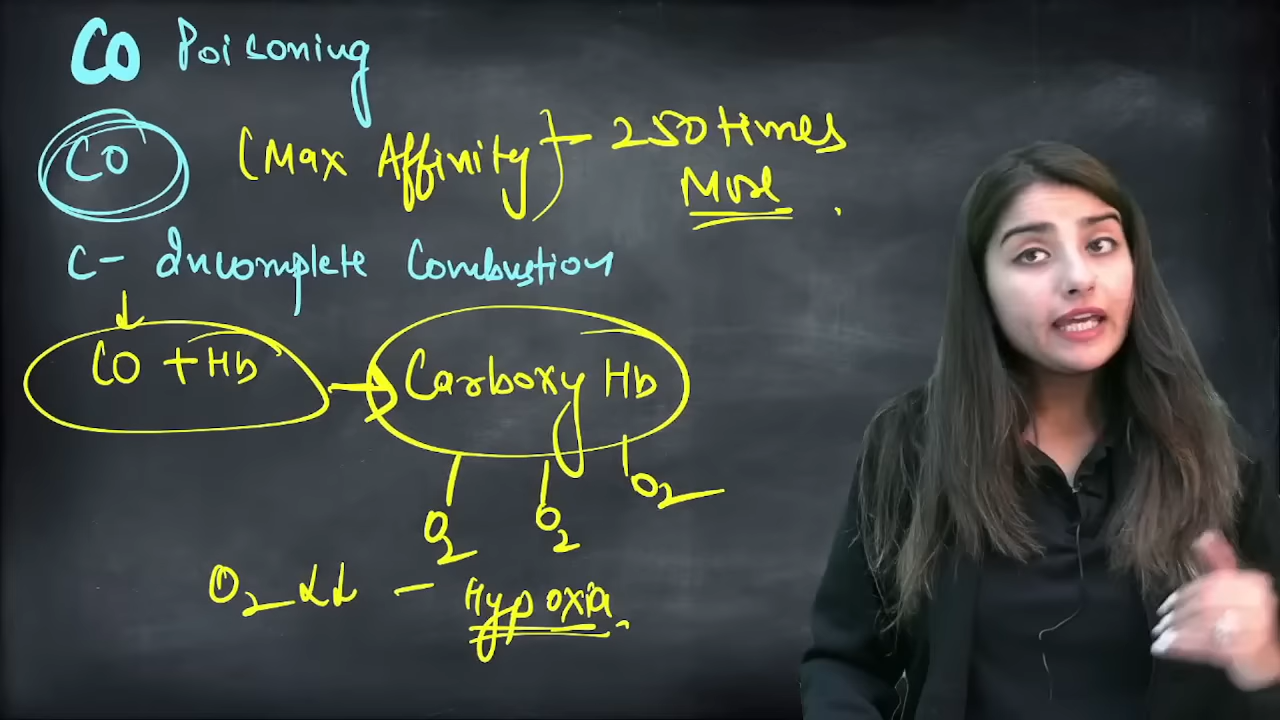 CO Poisoning
CO (Max Affinity) - 250 times
More.
C- Incomplete Combustion
CO + Hb → Carboxy Hb
O2 O2 O2
O2 ↓↓ - Hypoxia.